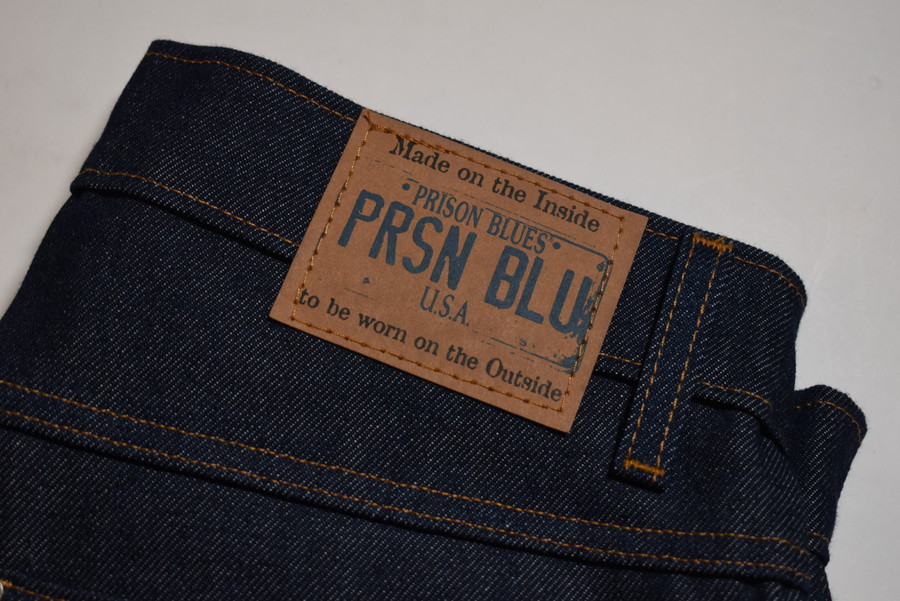 Made on the Inside
PRISON BLUES
PRSN BLU
U.S.A.
to be worn on the Outside